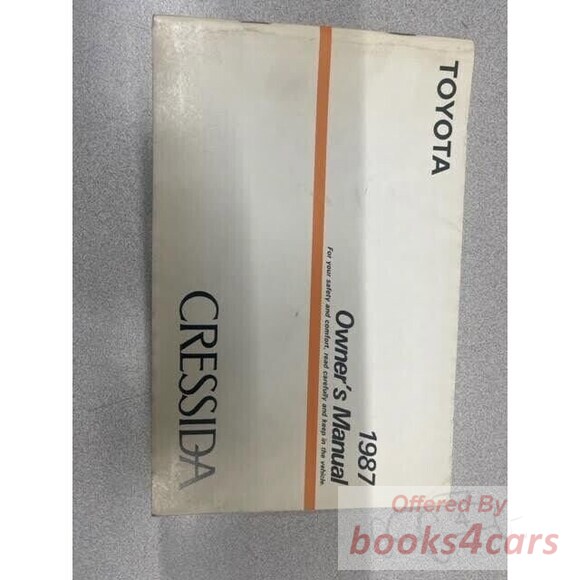 TOYOTA
1987
Owner's Manual
For your safety and comfort, read carefully and keep in the vehicle.
CRESSIDA
Offered By
books4cars